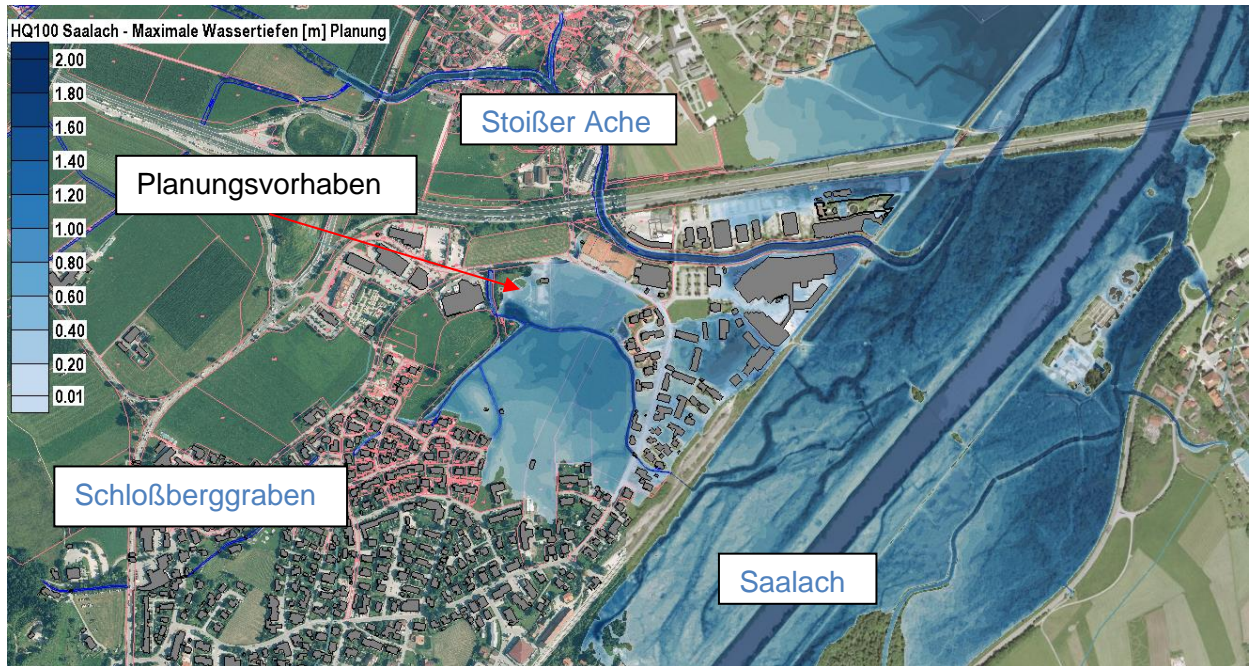 HQ100 Saalach - Maximale Wassertiefen [m] Planung
2.00
1.80
1.60
1.40
1.20
1.00
0.80
0.60
0.40
0.20
0.01
Stoißer Ache
Planungsvorhaben
Schloßberggraben
Saalach